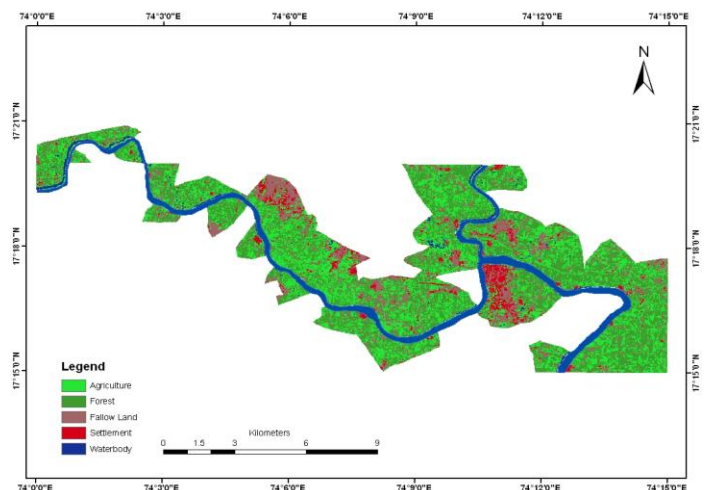 74°0'0"E 74°3'0"E 74°6'0"E 74°9'0"E 74°12'0"E 74°15'0"E
N
17°21'0"N 17°21'0"N
17°18'0"N 17°18'0"N
17°15'0"N 17°15'0"N
Legend
Agriculture
Forest
Fallow Land
Settlement
Waterbody
Kilometers
0 1.5 3 6 9
74°0'0"E 74°3'0"E 74°6'0"E 74°9'0"E 74°12'0"E 74°15'0"E